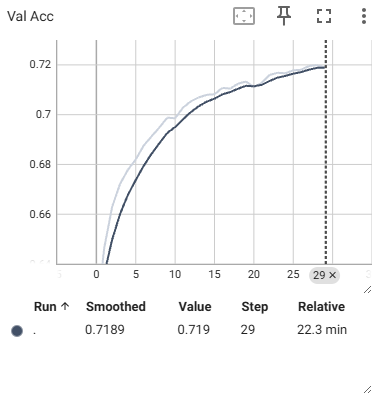 Val Acc
0.72
0.7
0.68
0.66
0 5 10 15 20 25 29 ×
Run ↑ Smoothed Value Step Relative
. 0.7189 0.719 29 22.3 min